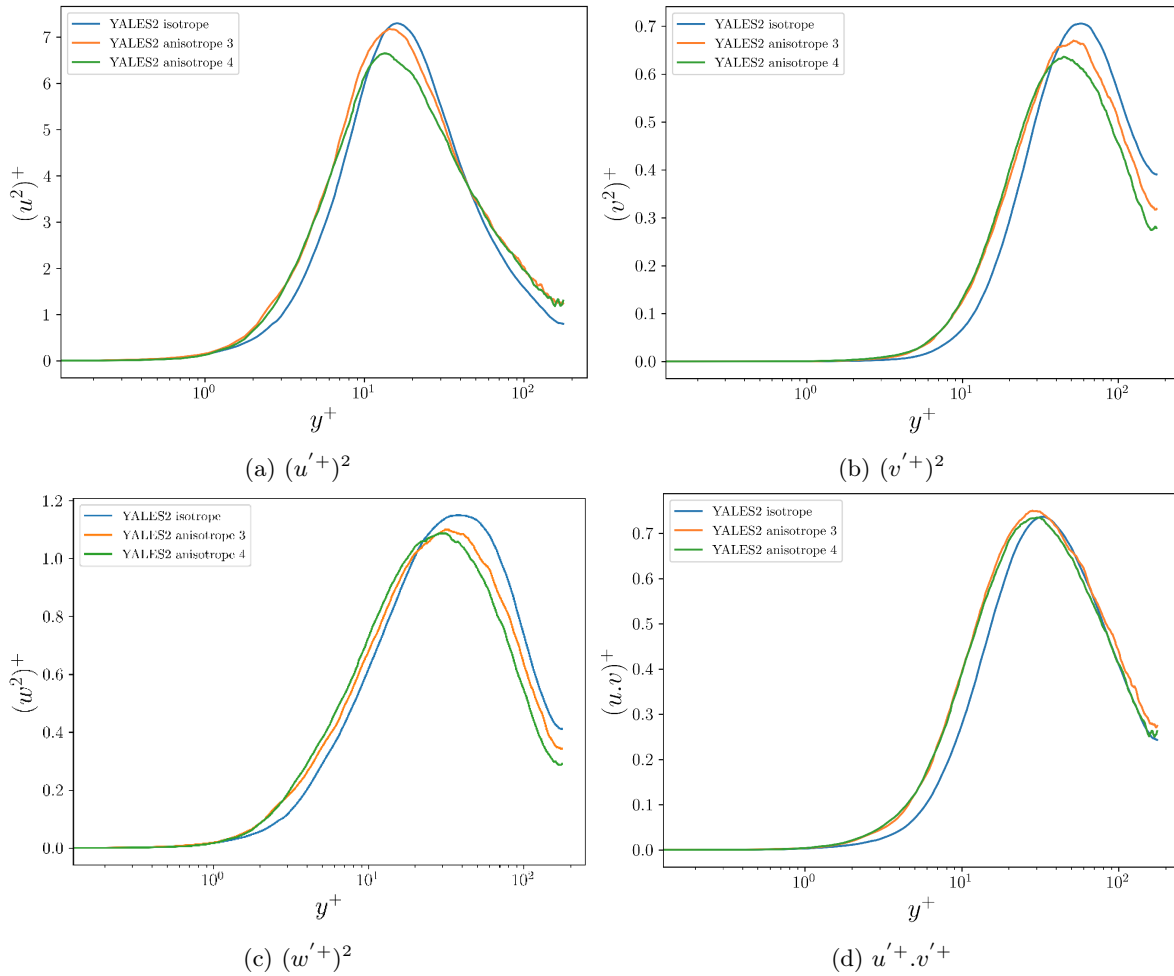 YALES2 isotrope
YALES2 anisotrope 3
YALES2 anisotrope 4
(u²)⁺
7
6
5
4
3
2
1
0
10⁰ 10¹ 10²
y⁺
(a) (u′⁺)²
YALES2 isotrope
YALES2 anisotrope 3
YALES2 anisotrope 4
(v²)⁺
0.7
0.6
0.5
0.4
0.3
0.2
0.1
0.0
10⁰ 10¹ 10²
y⁺
(b) (v′⁺)²
YALES2 isotrope
YALES2 anisotrope 3
YALES2 anisotrope 4
(w²)⁺
1.2
1.0
0.8
0.6
0.4
0.2
0.0
10⁰ 10¹ 10²
y⁺
(c) (w′⁺)²
YALES2 isotrope
YALES2 anisotrope 3
YALES2 anisotrope 4
(u.v)⁺
0.7
0.6
0.5
0.4
0.3
0.2
0.1
0.0
10⁰ 10¹ 10²
y⁺
(d) u′⁺.v′⁺